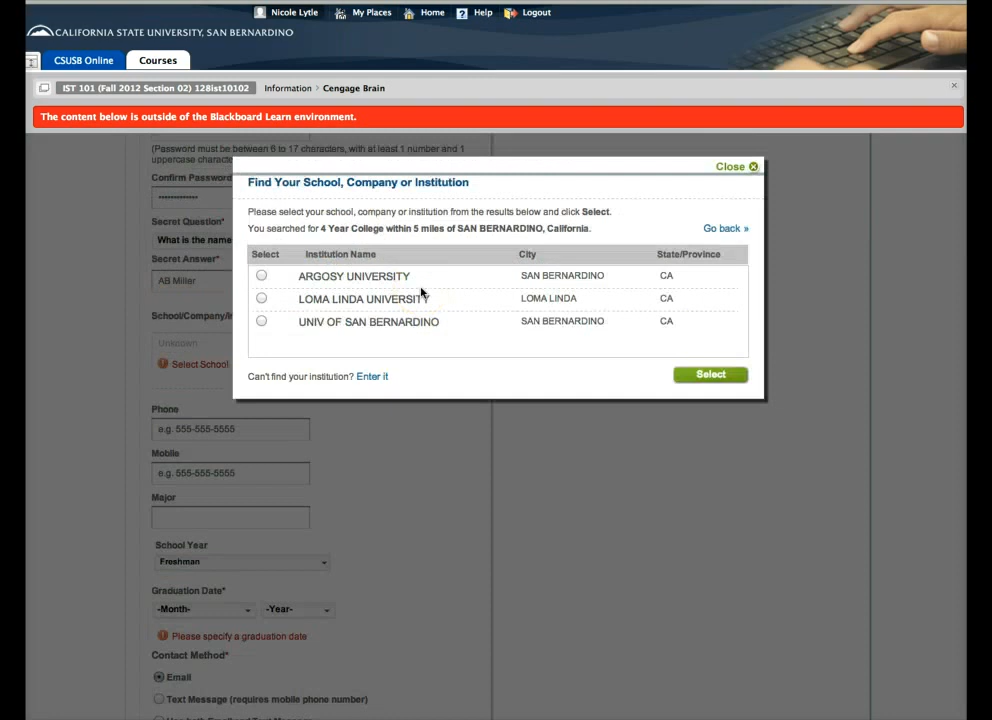 Nicole Lytle My Places Home Help Logout
CALIFORNIA STATE UNIVERSITY, SAN BERNARDINO
CSUSB Online Courses
IST 101 (Fall 2012 Section 02) 128ist10102 Information > Cengage Brain
The content below is outside of the Blackboard Learn environment.
(Password must be between 6 to 17 characters, with at least 1 number and 1
uppercase characte
Close
Confirm Password
Find Your School, Company or Institution
Please select your school, company or institution from the results below and click Select.
Secret Question*
You searched for 4 Year College within 5 miles of SAN BERNARDINO, California. Go back »
What is the name
Select Institution Name City State/Province
Secret Answer*
ARGOSY UNIVERSITY SAN BERNARDINO CA
AB Miller
LOMA LINDA UNIVERSITY LOMA LINDA CA
School/Company/I
UNIV OF SAN BERNARDINO SAN BERNARDINO CA
Unknown
Select School
Can't find your institution? Enter it Select
Phone
e.g. 555-555-5555
Mobile
e.g. 555-555-5555
Major
School Year
Freshman
Graduation Date*
-Month- -Year-
Please specify a graduation date
Contact Method*
Email
Text Message (requires mobile phone number)